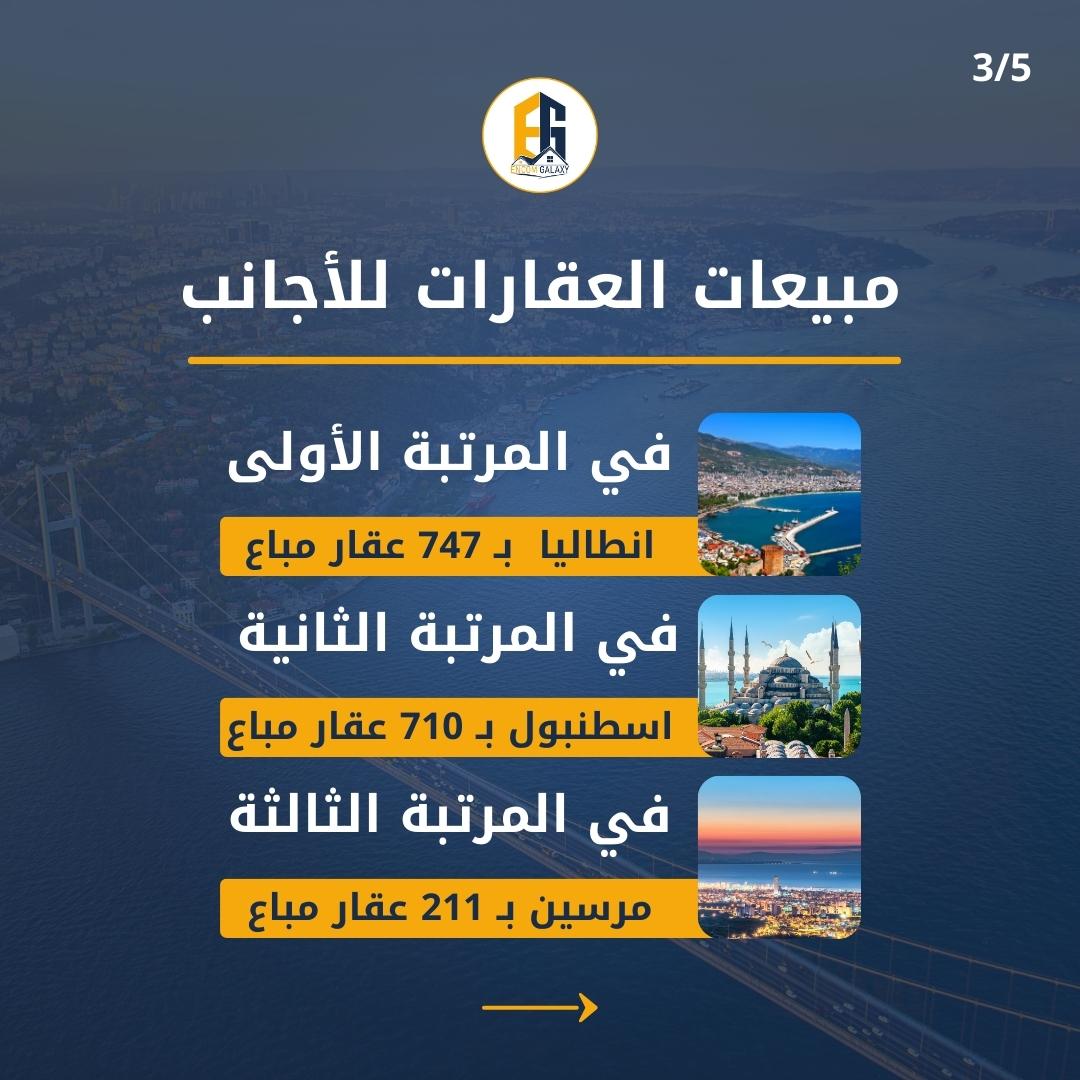 3/5
EG
ENCOM GALAXY
مبيعات العقارات للأجانب
في المرتبة الأولى
انطاليا بـ 747 عقار مباع
في المرتبة الثانية
اسطنبول بـ 710 عقار مباع
في المرتبة الثالثة
مرسين بـ 211 عقار مباع